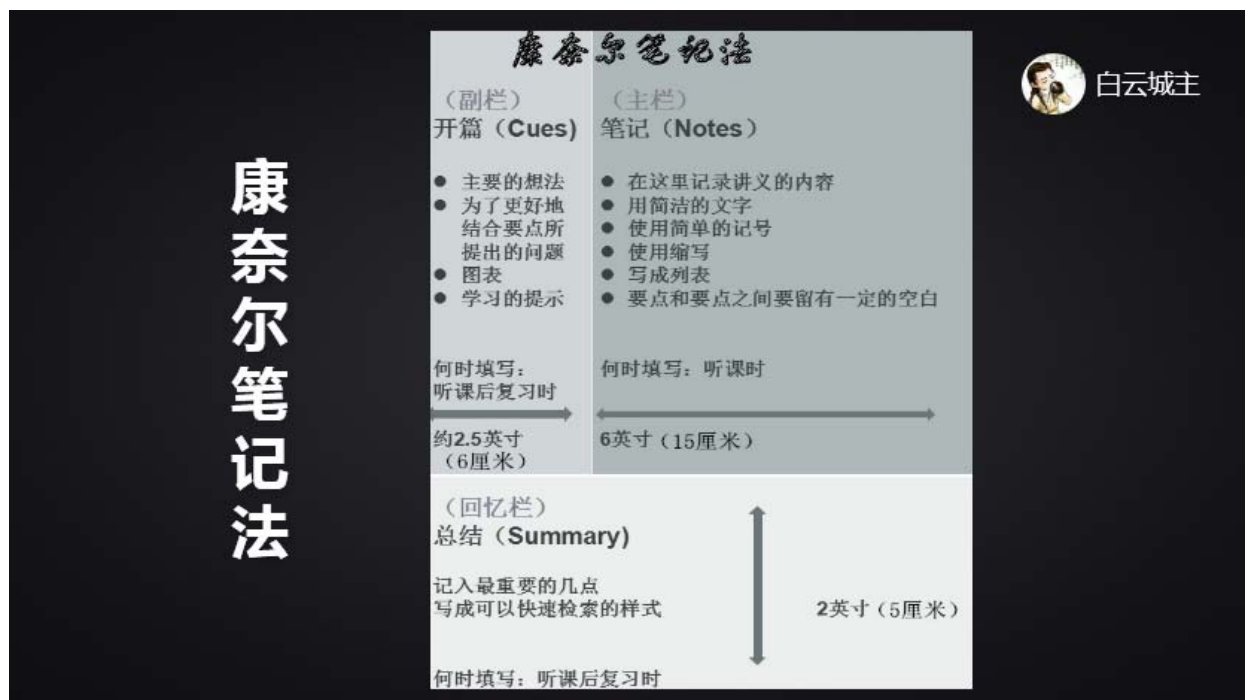 康奈尔笔记法
康奈尔笔记法
白云城主
（副栏）
开篇（Cues)
● 主要的想法
● 为了更好地
结合要点所
提出的问题
● 图表
● 学习的提示
何时填写：
听课后复习时
约2.5英寸
（6厘米）
（主栏）
笔记（Notes）
● 在这里记录讲义的内容
● 用简洁的文字
● 使用简单的记号
● 使用缩写
● 写成列表
● 要点和要点之间要留有一定的空白
何时填写：听课时
6英寸（15厘米）
（回忆栏）
总结（Summary)
记入最重要的几点
写成可以快速检索的样式
2英寸（5厘米）
何时填写：听课后复习时